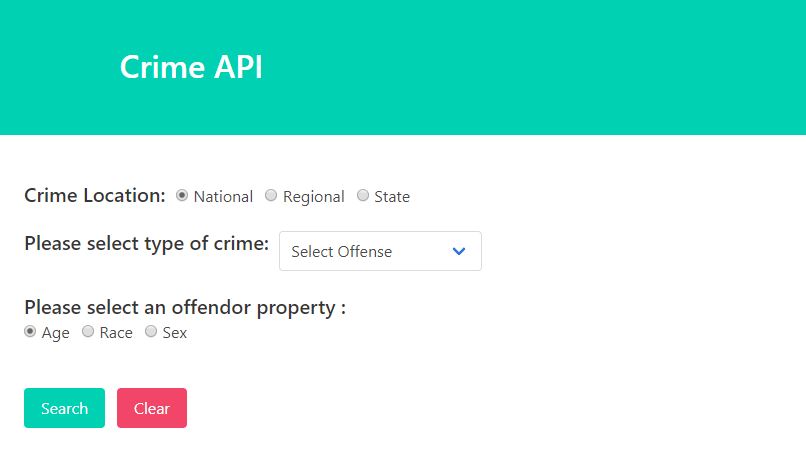 Crime API
Crime Location: National Regional State
Please select type of crime: Select Offense
Please select an offendor property :
Age Race Sex
Search Clear